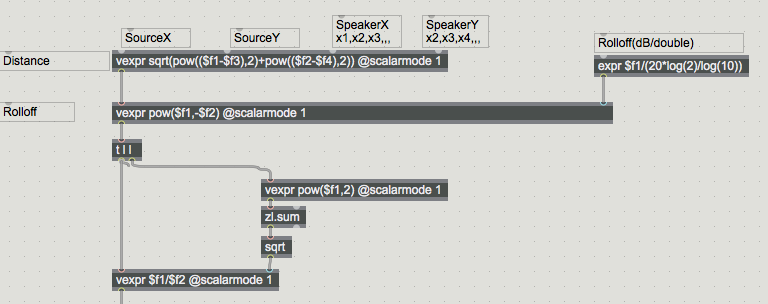 SourceX
SourceY
SpeakerX
x1,x2,x3,,,
SpeakerY
x2,x3,x4,,,
Rolloff(dB/double)
Distance
vexpr sqrt(pow(($f1-$f3),2)+pow(($f2-$f4),2)) @scalarmode 1
expr $f1/(20*log(2)/log(10))
Rolloff
vexpr pow($f1,-$f2) @scalarmode 1
t l l
vexpr pow($f1,2) @scalarmode 1
zl.sum
sqrt
vexpr $f1/$f2 @scalarmode 1